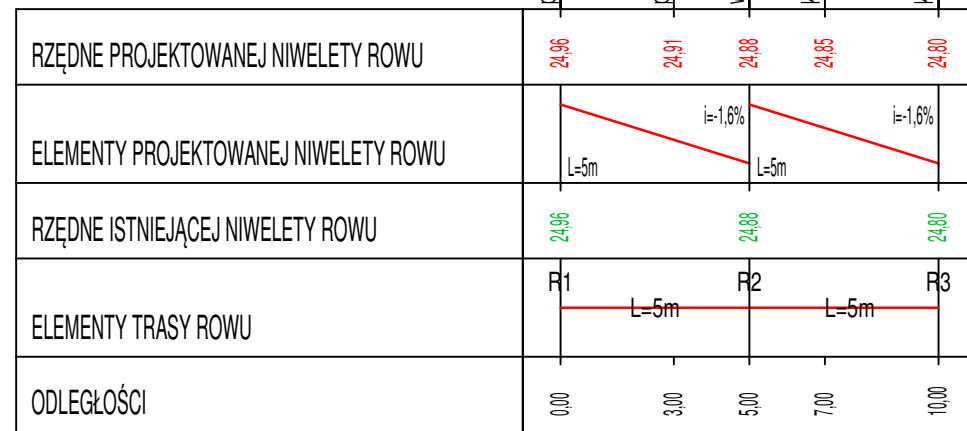 RZĘDNE PROJEKTOWANEJ NIWELETY ROWU 24,96 24,91 24,88 24,85 24,80
ELEMENTY PROJEKTOWANEJ NIWELETY ROWU L=5m i=-1,6% L=5m i=-1,6%
RZĘDNE ISTNIEJĄCEJ NIWELETY ROWU 24,96 24,88 24,80
R1 R2 R3
ELEMENTY TRASY ROWU L=5m L=5m
ODLEGŁOŚCI 0,00 3,00 5,00 7,00 10,00